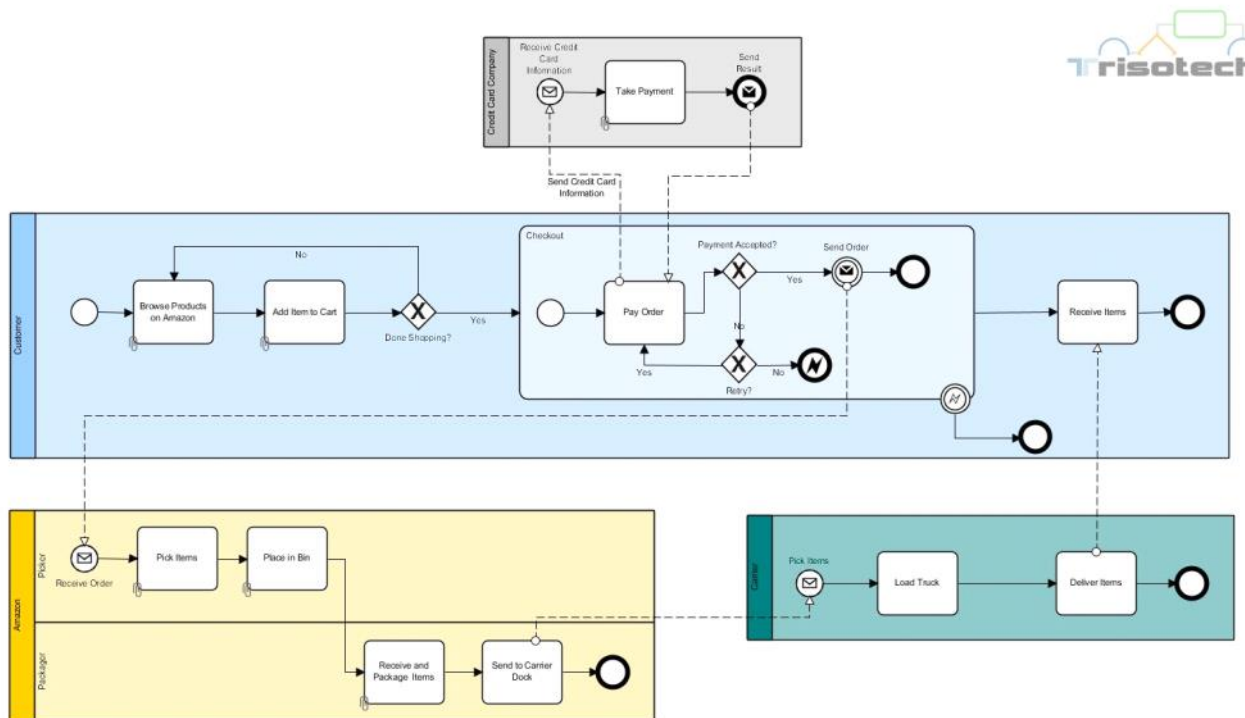 Trisotech
Credit Card Company
Receive Credit
Card
Information
Take Payment
Send
Result
Send Credit Card
Information
Customer
No
Browse Products
on Amazon
Add Item to Cart
Done Shopping?
Yes
Checkout
Pay Order
Payment Accepted?
Yes
Send Order
No
Yes
Retry?
No
Receive Items
Amazon
Picker
Receive Order
Pick Items
Place in Bin
Packager
Receive and
Package Items
Send to Carrier
Dock
Carrier
Pick Items
Load Truck
Deliver Items